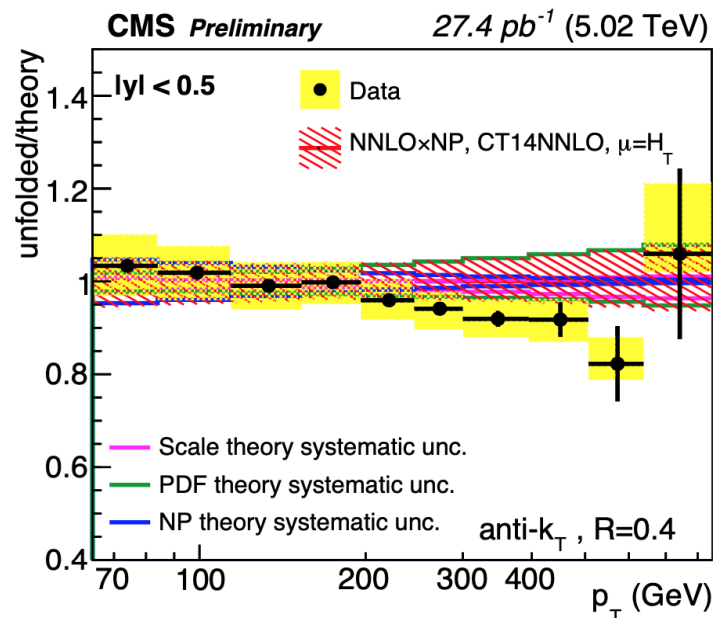 CMS Preliminary 27.4 pb⁻¹ (5.02 TeV)
|y| < 0.5
Data
NNLO×NP, CT14NNLO, μ=H_T
unfolded/theory
1.4
1.2
1
0.8
0.6
0.4
Scale theory systematic unc.
PDF theory systematic unc.
NP theory systematic unc.
anti-k_T , R=0.4
70 100 200 300 400
p_T (GeV)